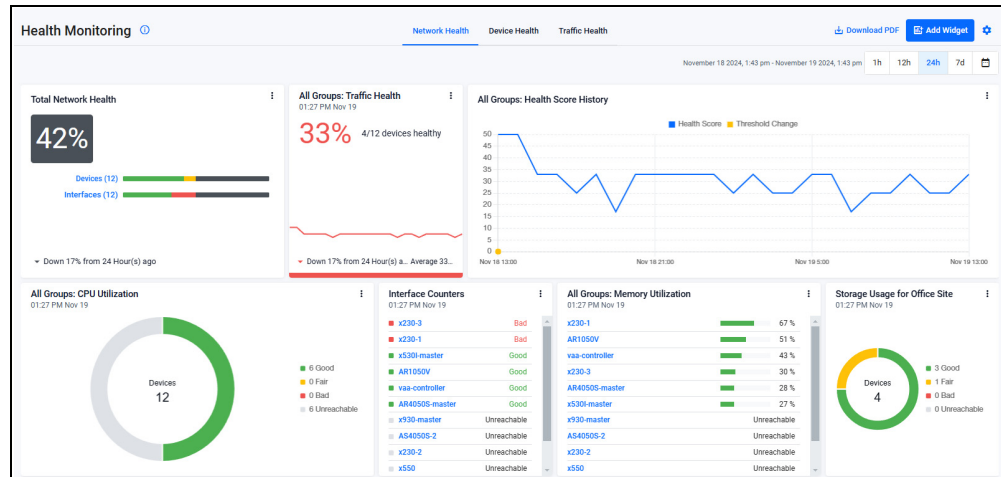 Health Monitoring
Network Health Device Health Traffic Health
Download PDF Add Widget
November 18 2024, 1:43 pm - November 19 2024, 1:43 pm 1h 12h 24h 7d
Total Network Health
42%
Devices (12)
Interfaces (12)
Down 17% from 24 Hour(s) ago
All Groups: Traffic Health
01:27 PM Nov 19
33% 4/12 devices healthy
Down 17% from 24 Hour(s) a... Average 33...
All Groups: Health Score History
Health Score Threshold Change
50
45
40
35
30
25
20
15
10
5
0
Nov 18 13:00 Nov 18 21:00 Nov 19 5:00 Nov 19 13:00
All Groups: CPU Utilization
01:27 PM Nov 19
Devices
12
6 Good
0 Fair
0 Bad
6 Unreachable
Interface Counters
01:27 PM Nov 19
x230-3 Bad
x230-1 Bad
x530l-master Good
AR1050V Good
vaa-controller Good
AR4050S-master Good
x930-master Unreachable
AS4050S-2 Unreachable
x230-2 Unreachable
x550 Unreachable
All Groups: Memory Utilization
01:27 PM Nov 19
x230-1 67 %
AR1050V 51 %
vaa-controller 43 %
x230-3 30 %
AR4050S-master 28 %
x530l-master 27 %
x930-master Unreachable
AS4050S-2 Unreachable
x230-2 Unreachable
x550 Unreachable
Storage Usage for Office Site
01:27 PM Nov 19
Devices
4
3 Good
1 Fair
0 Bad
0 Unreachable